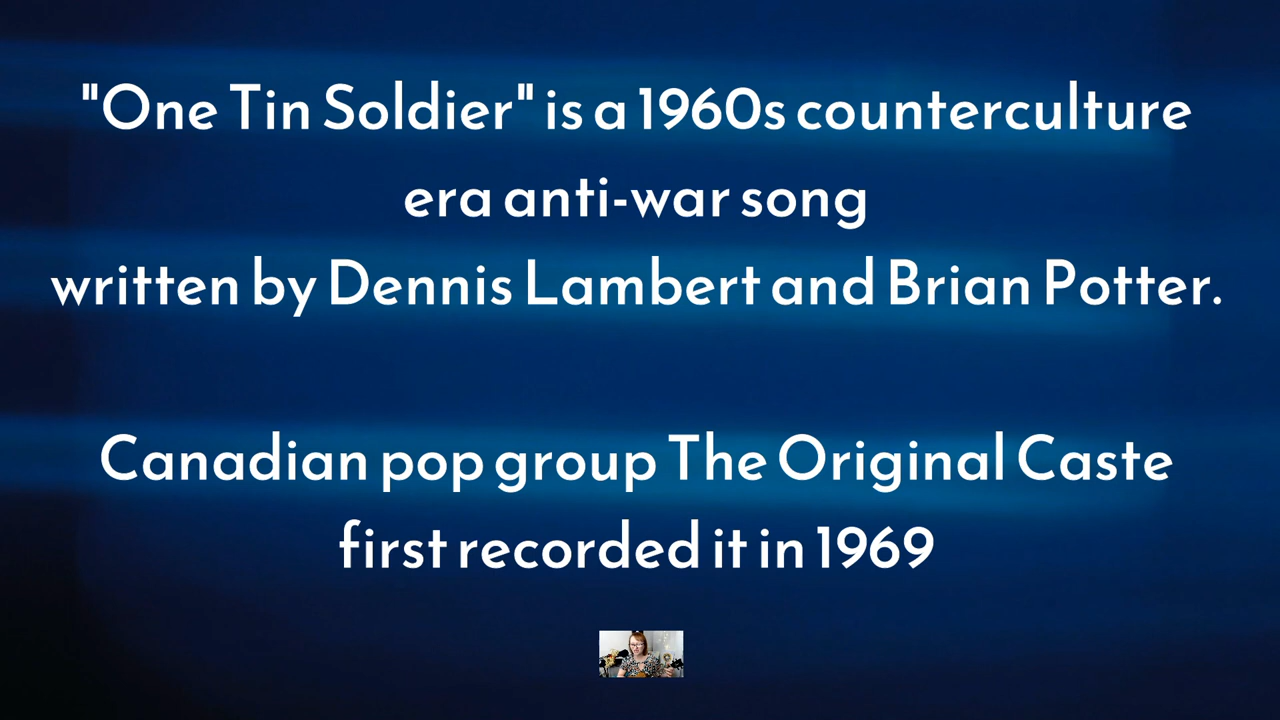 "One Tin Soldier" is a 1960s counterculture
era anti-war song
written by Dennis Lambert and Brian Potter.
Canadian pop group The Original Caste
first recorded it in 1969